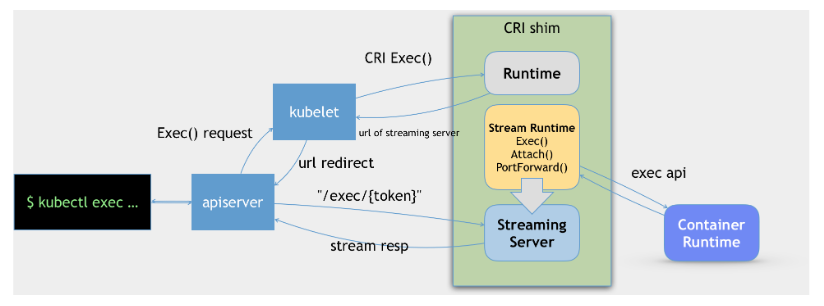 CRI shim
CRI Exec()
Runtime
kubelet
url of streaming server
Exec() request
Stream Runtime
Exec()
Attach()
PortForward()
url redirect
exec api
$ kubectl exec …
apiserver
"/exec/{token}"
Streaming
Server
Container
Runtime
stream resp